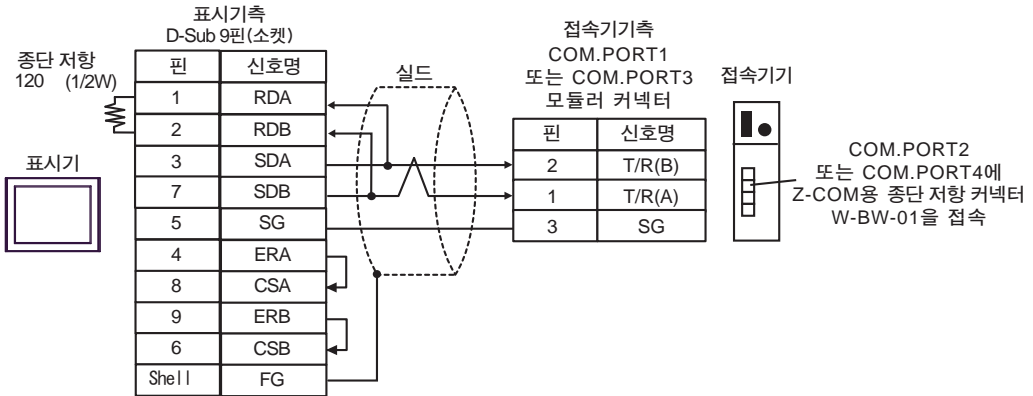 표시기측
D-Sub 9핀(소켓)
종단 저항
120 (1/2W)
표시기
핀 신호명
1 RDA
2 RDB
3 SDA
7 SDB
5 SG
4 ERA
8 CSA
9 ERB
6 CSB
Shell FG
실드
접속기기측
COM.PORT1
또는 COM.PORT3
모듈러 커넥터
핀 신호명
2 T/R(B)
1 T/R(A)
3 SG
접속기기
COM.PORT2
또는 COM.PORT4에
Z-COM용 종단 저항 커넥터
W-BW-01을 접속